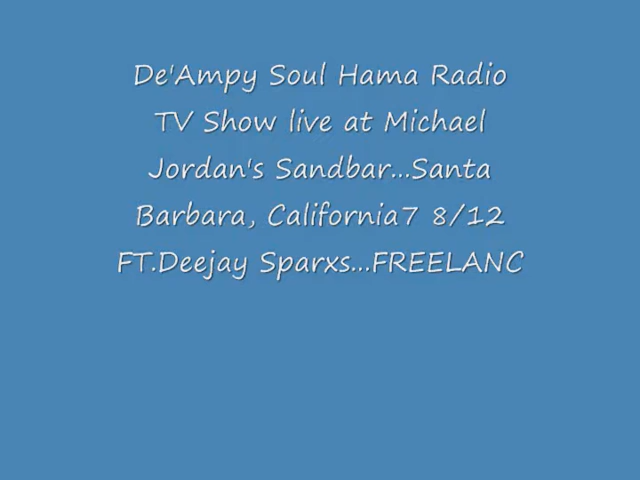 De'Ampy Soul Hama Radio
TV Show live at Michael
Jordan's Sandbar...Santa
Barbara, California7 8/12
FT.Deejay Sparxs...FREELANC